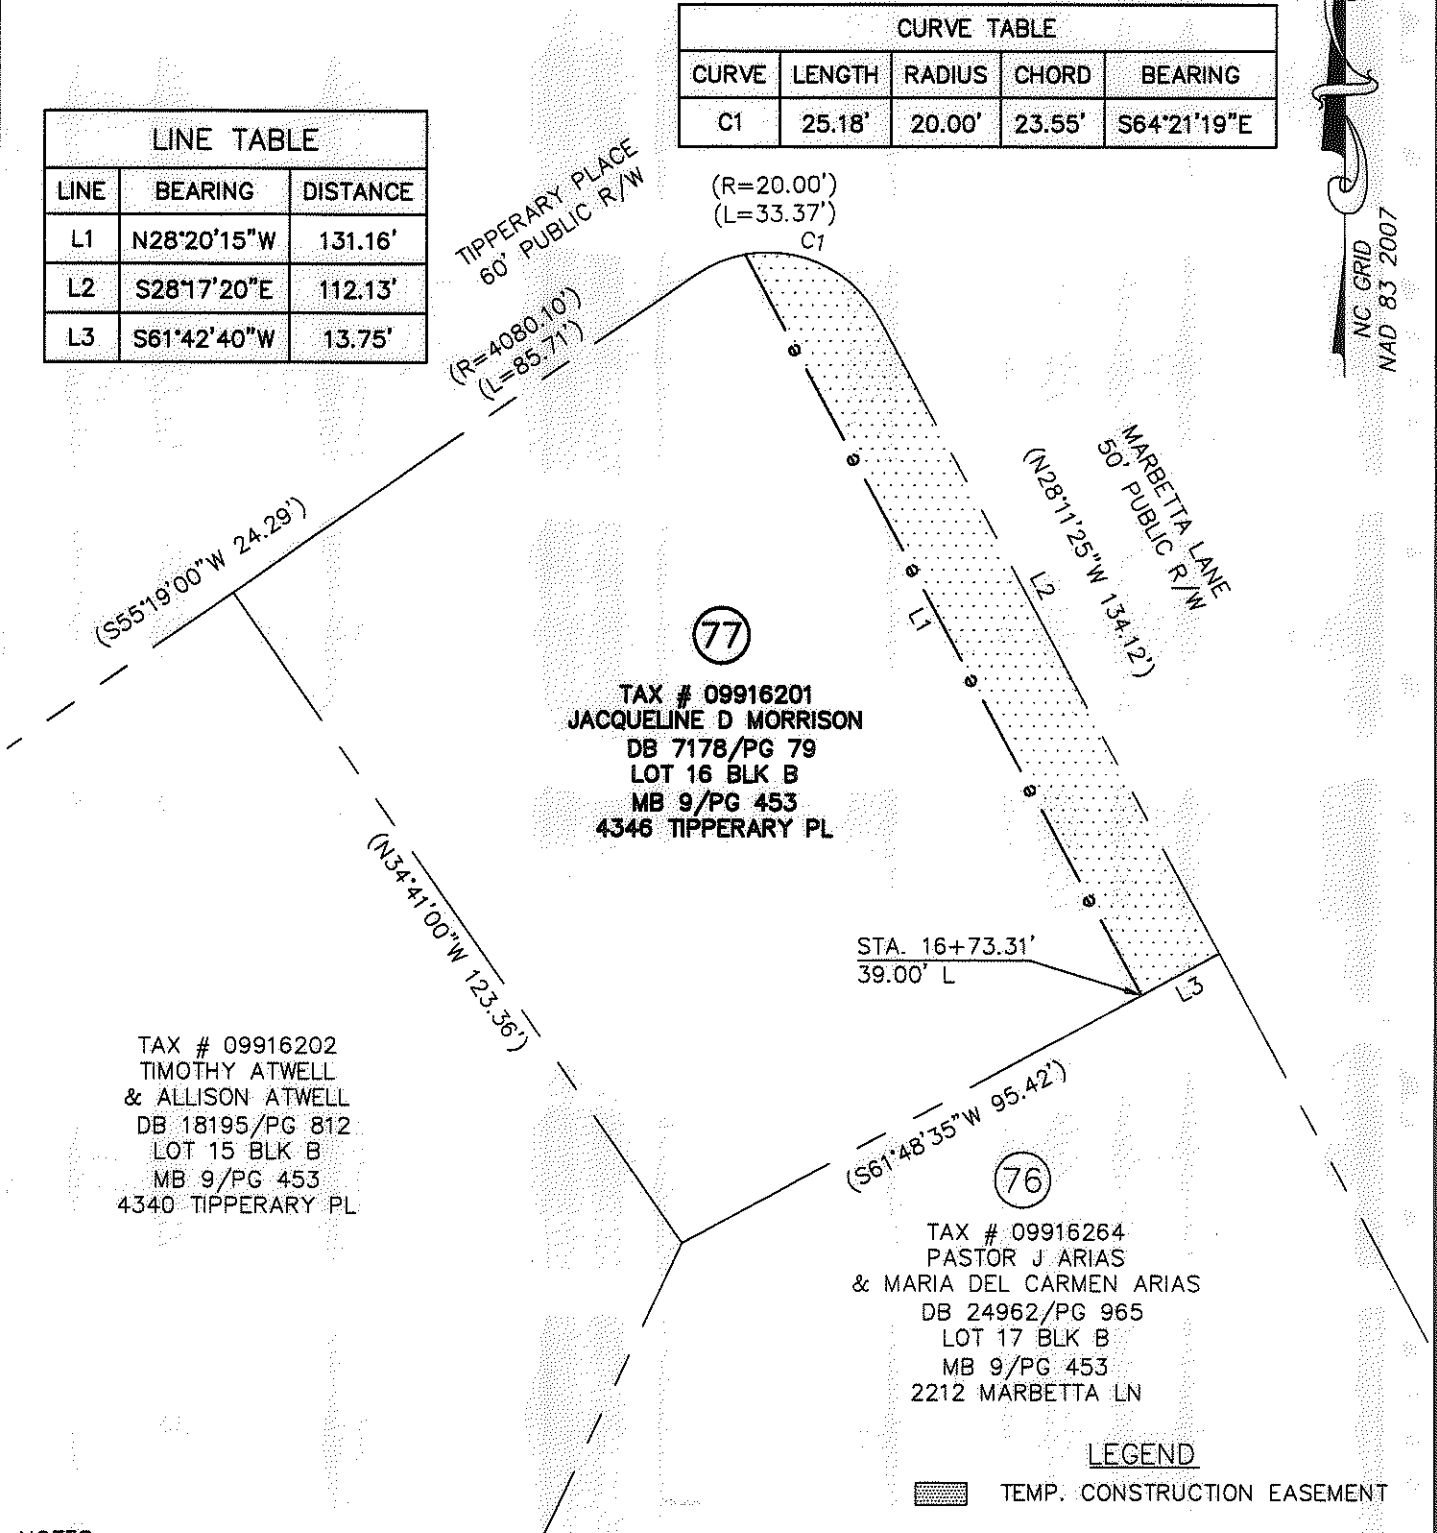 CURVE TABLE
CURVE LENGTH RADIUS CHORD BEARING
C1 25.18' 20.00' 23.55' S64°21'19"E
LINE TABLE
LINE BEARING DISTANCE
L1 N28°20'15"W 131.16'
L2 S28°17'20"E 112.13'
L3 S61°42'40"W 13.75'
TIPPERARY PLACE
60' PUBLIC R/W
(R=20.00')
(L=33.37')
C1
NC GRID
NAD 83 2007
(R=4080.10')
(L=85.71')
e
e
e
e
e
e
MARBETTA LANE
50' PUBLIC R/W
(N28°11'25"W 134.12')
L2
L1
(S55°19'00"W 24.29')
77
TAX # 09916201
JACQUELINE D MORRISON
DB 7178/PG 79
LOT 16 BLK B
MB 9/PG 453
4346 TIPPERARY PL
(N34°41'00"W 123.36')
STA. 16+73.31'
39.00' L
L3
TAX # 09916202
TIMOTHY ATWELL
& ALLISON ATWELL
DB 18195/PG 812
LOT 15 BLK B
MB 9/PG 453
4340 TIPPERARY PL
(S61°48'35"W 95.42')
76
TAX # 09916264
PASTOR J ARIAS
& MARIA DEL CARMEN ARIAS
DB 24962/PG 965
LOT 17 BLK B
MB 9/PG 453
2212 MARBETTA LN
LEGEND
TEMP. CONSTRUCTION EASEMENT